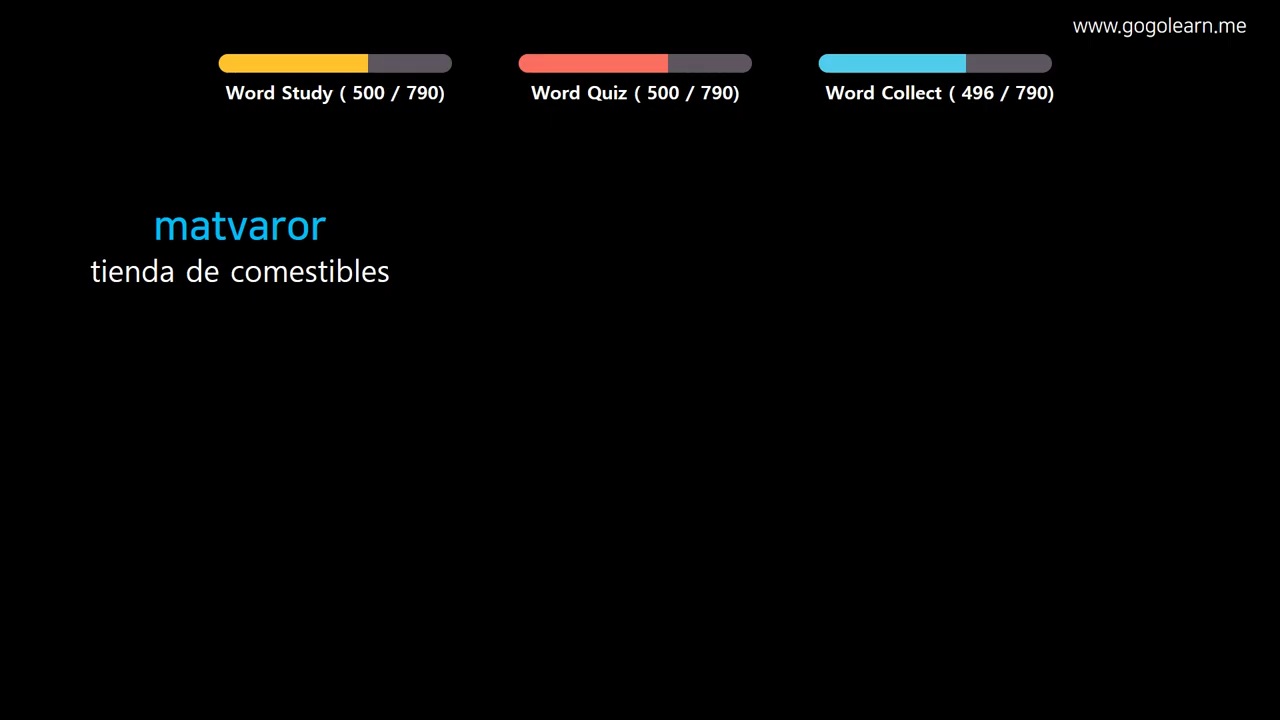 www.gogolearn.me
Word Study ( 500 / 790)
Word Quiz ( 500 / 790)
Word Collect ( 496 / 790)
matvaror
tienda de comestibles